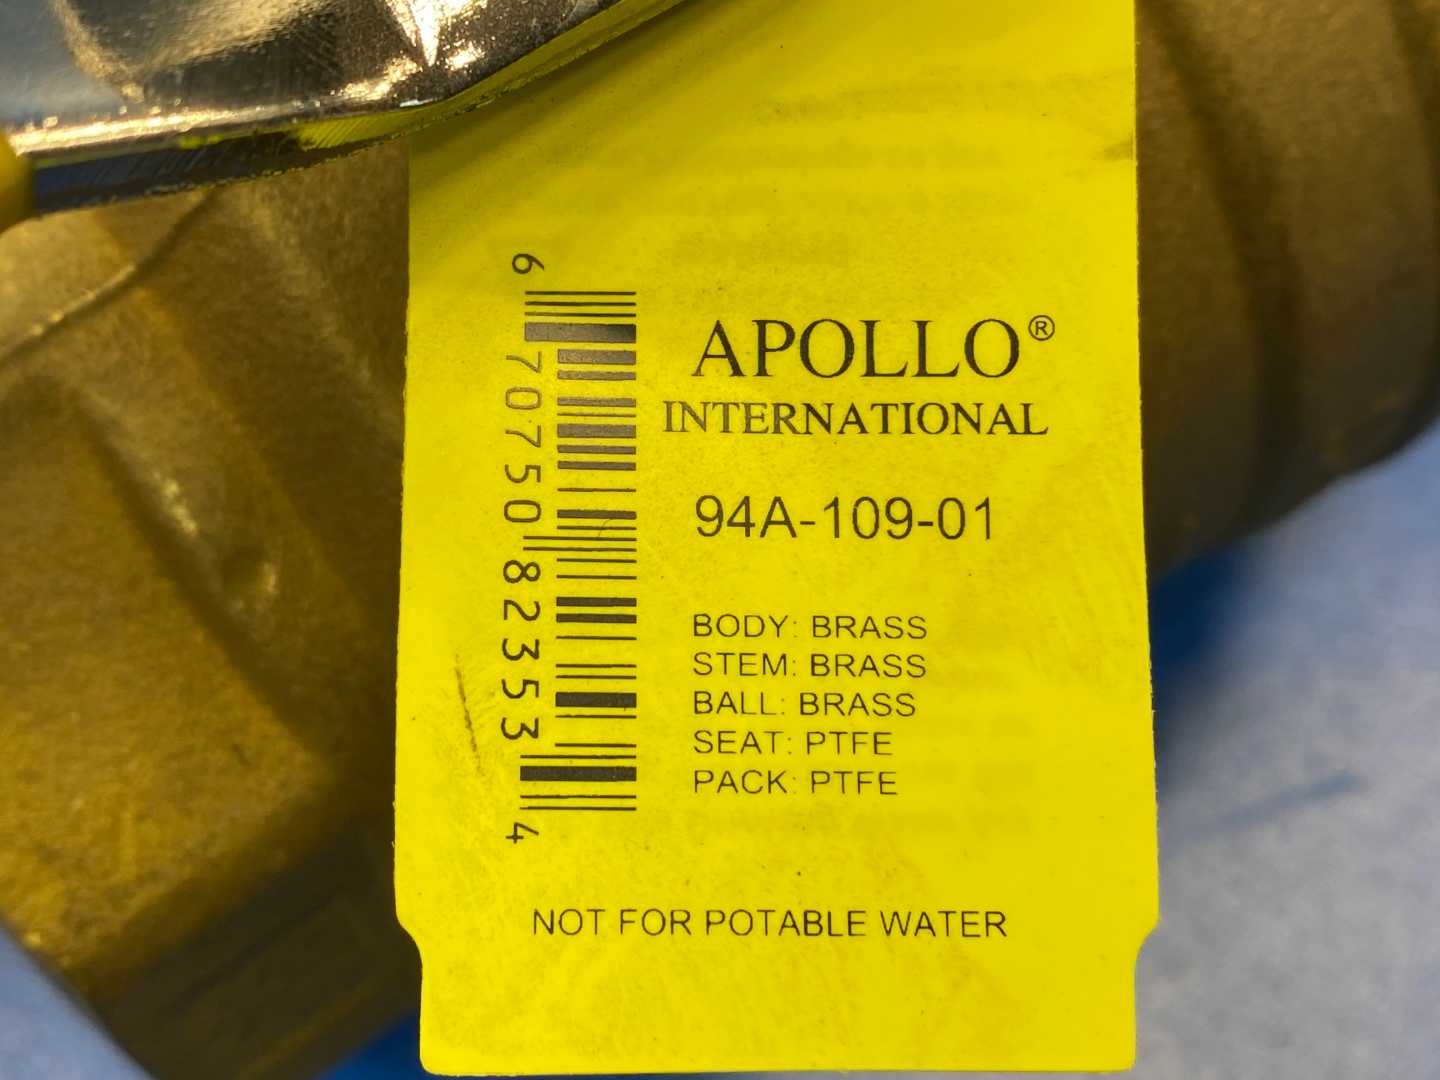 APOLLO®
INTERNATIONAL
94A-109-01
BODY: BRASS
STEM: BRASS
BALL: BRASS
SEAT: PTFE
PACK: PTFE
NOT FOR POTABLE WATER
6 70750 82353 4